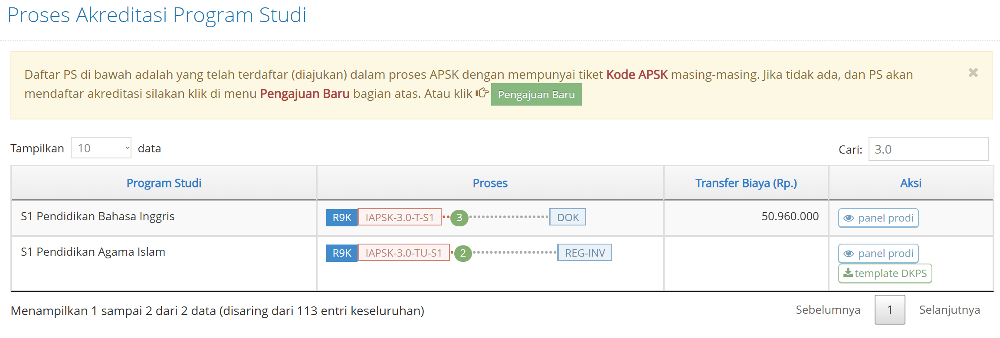 Proses Akreditasi Program Studi
Daftar PS di bawah adalah yang telah terdaftar (diajukan) dalam proses APSK dengan mempunyai tiket Kode APSK masing-masing. Jika tidak ada, dan PS akan
mendaftar akreditasi silakan klik di menu Pengajuan Baru bagian atas. Atau klik Pengajuan Baru
Tampilkan 10 data Cari: 3.0
Program Studi Proses Transfer Biaya (Rp.) Aksi
S1 Pendidikan Bahasa Inggris R9K IAPSK-3.0-T-S1 3 DOK 50.960.000 panel prodi
S1 Pendidikan Agama Islam R9K IAPSK-3.0-TU-S1 2 REG-INV panel prodi
template DKPS
Menampilkan 1 sampai 2 dari 2 data (disaring dari 113 entri keseluruhan) Sebelumnya 1 Selanjutnya